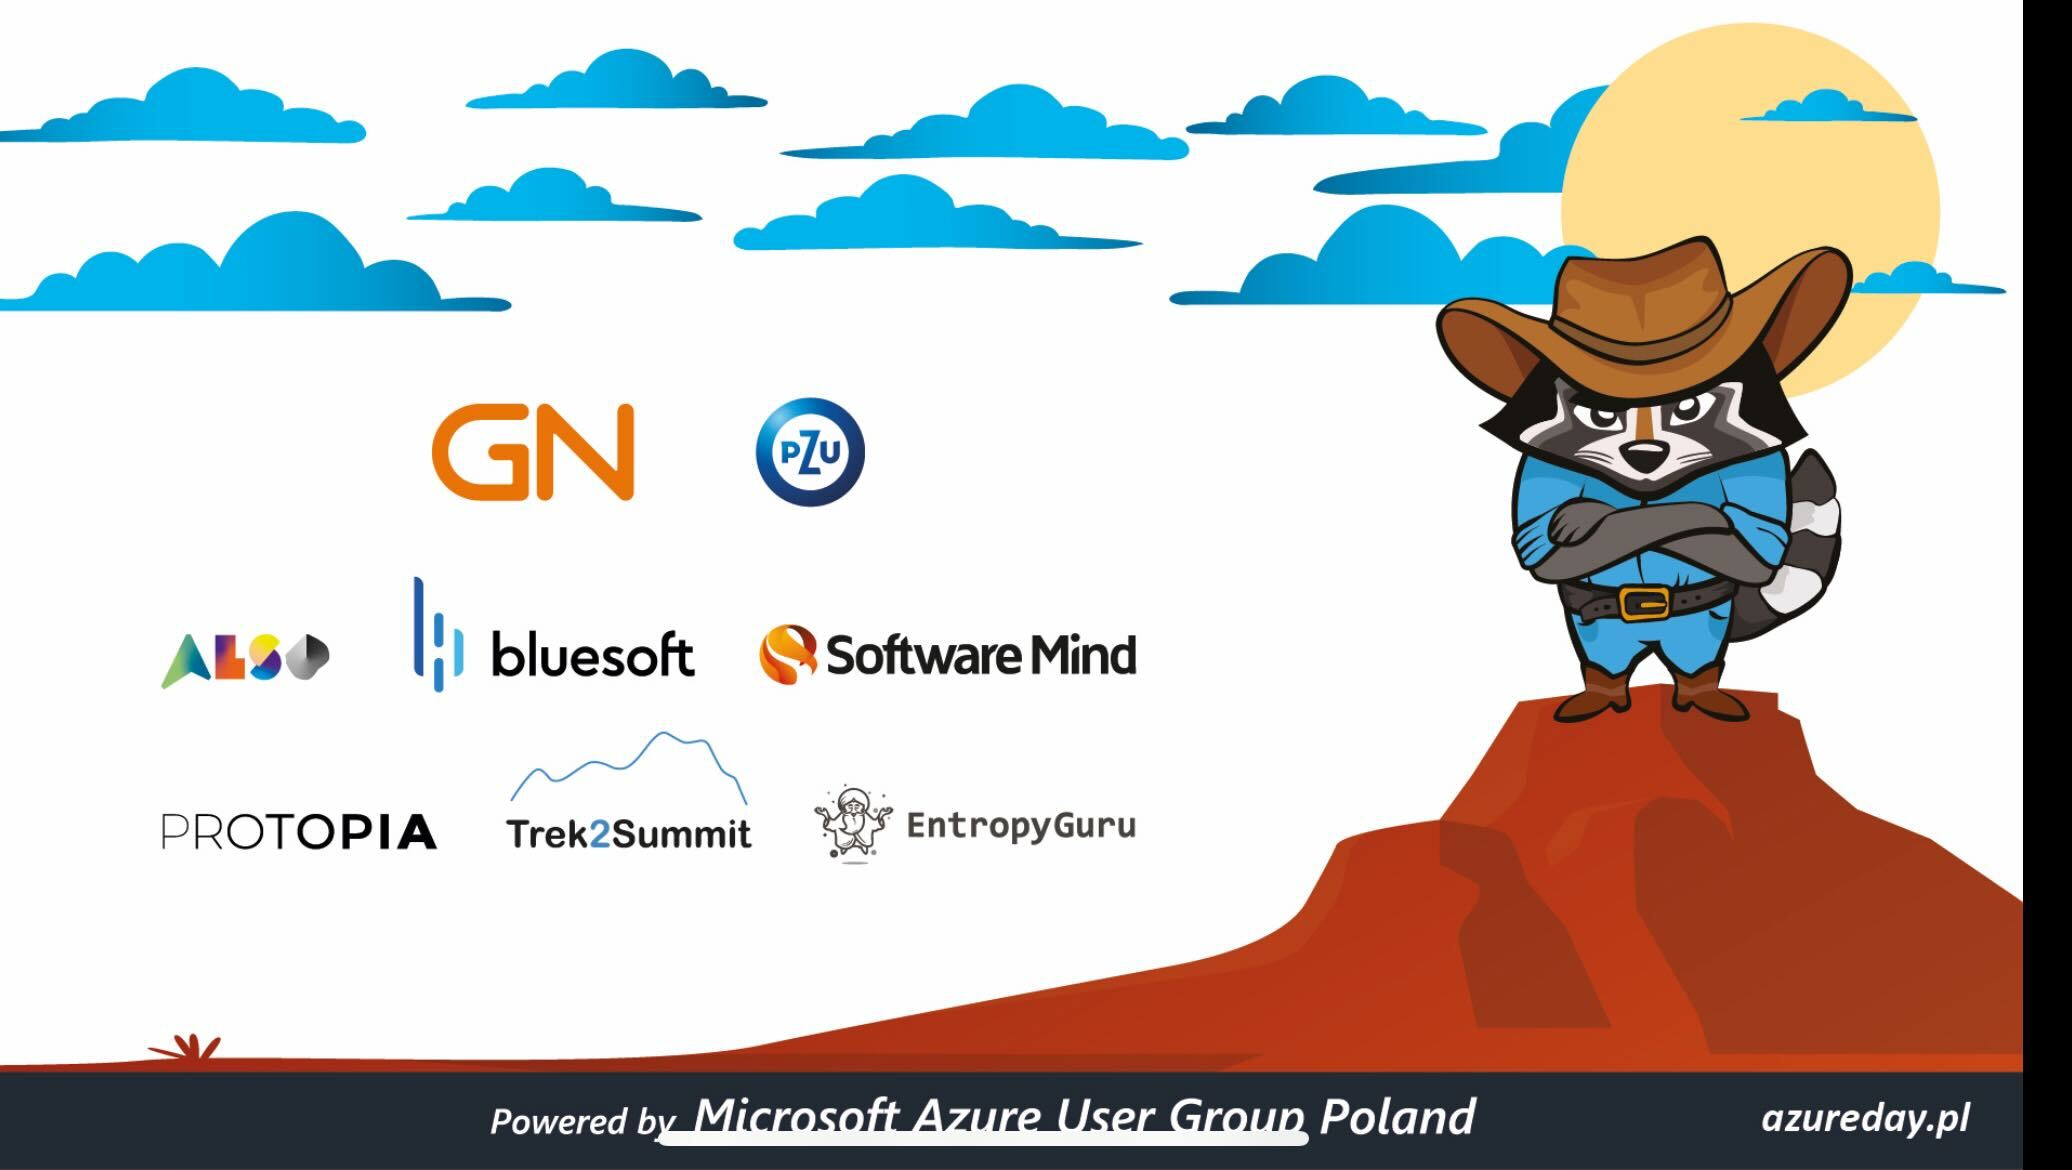 GN
PZU
ALSO
bluesoft
Software Mind
PROTOPIA
Trek2Summit
EntropyGuru
Powered by Microsoft Azure User Group Poland
azureday.pl